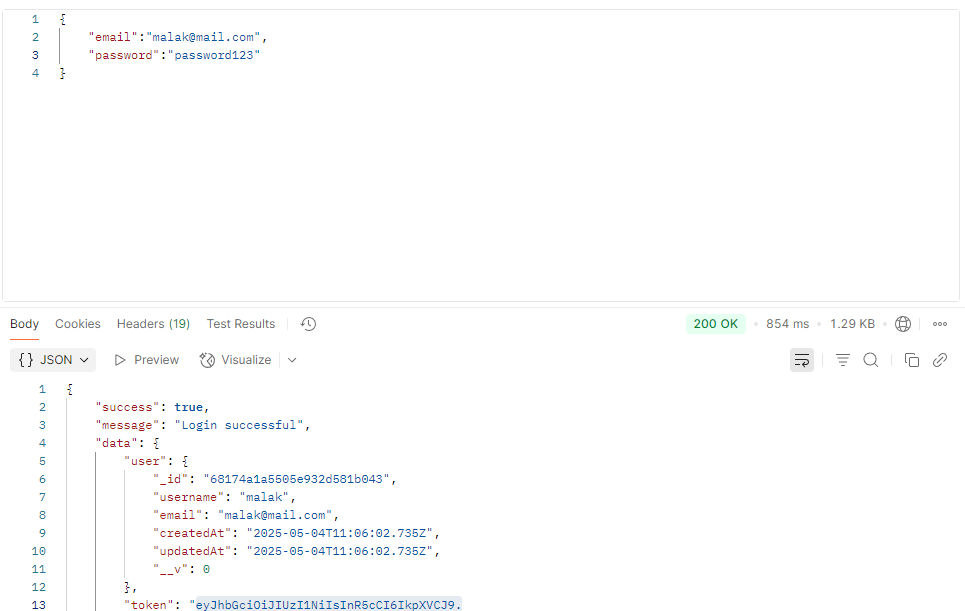 1 {
2 "email":"malak@mail.com",
3 "password":"password123"
4 }
Body Cookies Headers (19) Test Results 200 OK • 854 ms • 1.29 KB •
{} JSON Preview Visualize
1 {
2 "success": true,
3 "message": "Login successful",
4 "data": {
5 "user": {
6 "_id": "68174a1a5505e932d581b043",
7 "username": "malak",
8 "email": "malak@mail.com",
9 "createdAt": "2025-05-04T11:06:02.735Z",
10 "updatedAt": "2025-05-04T11:06:02.735Z",
11 "__v": 0
12 },
13 "token": "eyJhbGciOiJIUzI1NiIsInR5cCI6IkpXVCJ9.